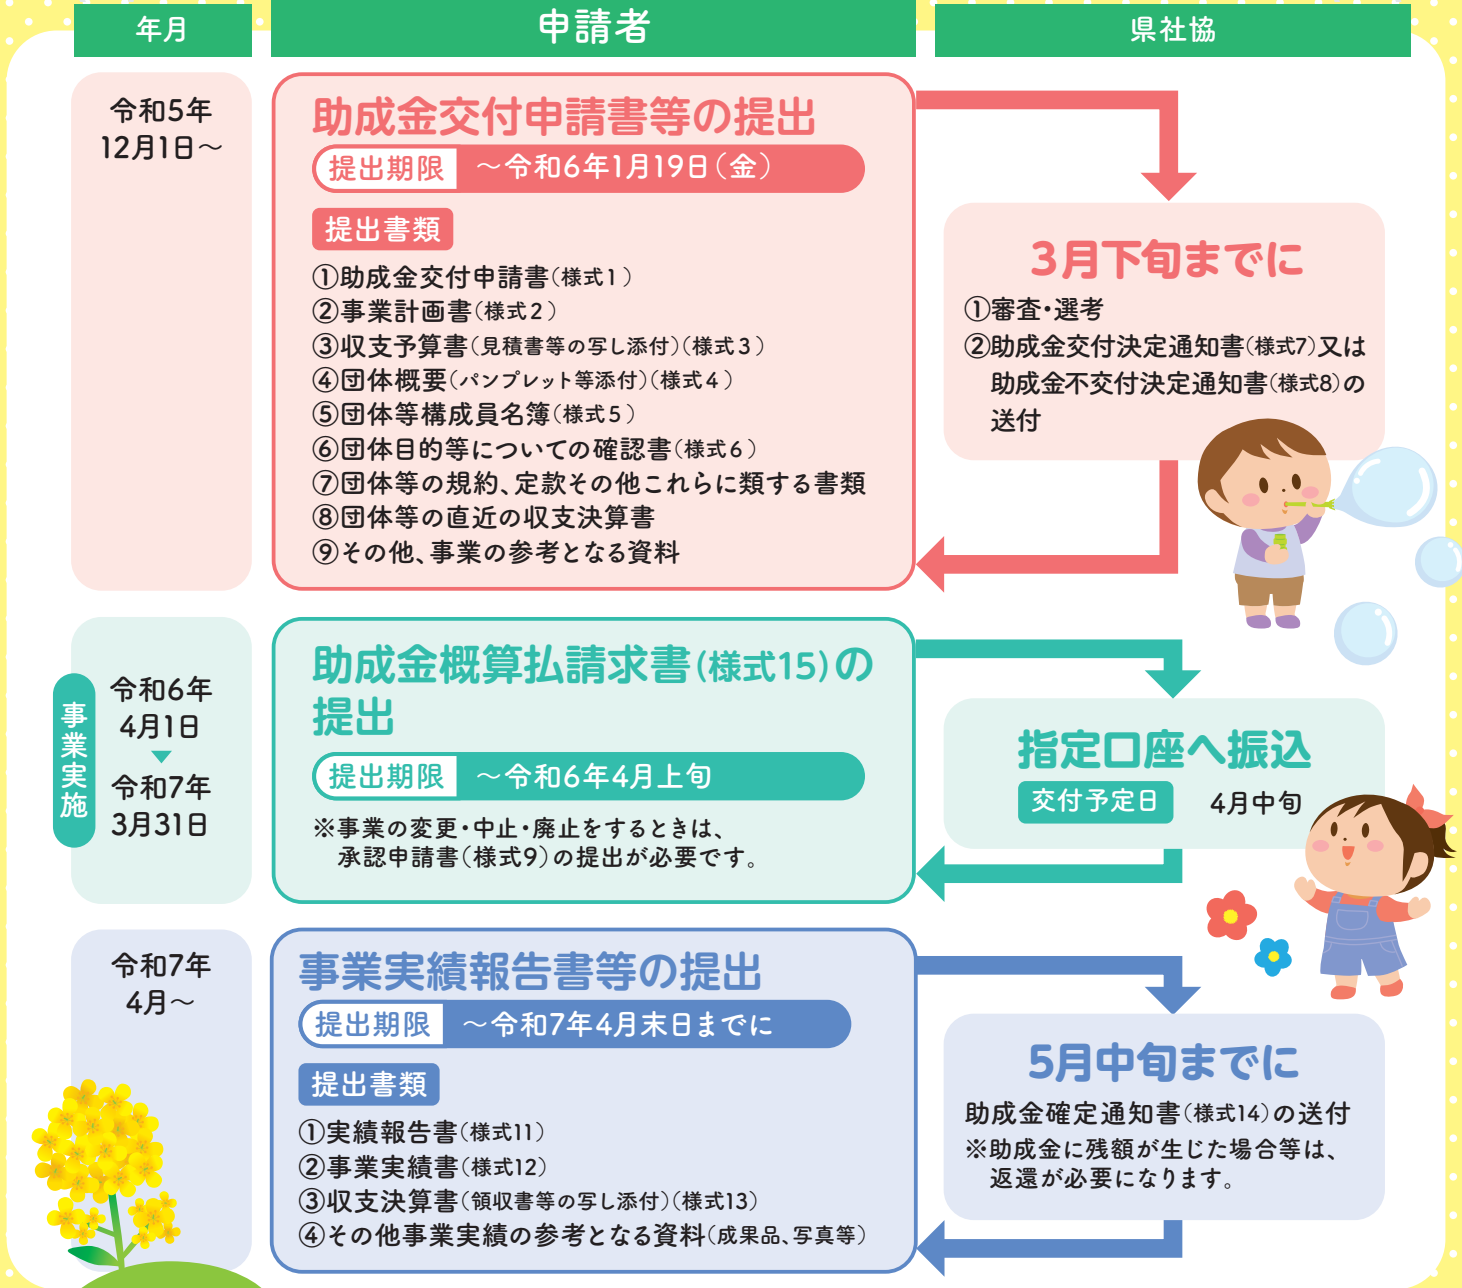 年月
申請者
県社協
令和5年
12月1日～
助成金交付申請書等の提出
提出期限 ～令和6年1月19日（金）
提出書類
①助成金交付申請書（様式1）
②事業計画書（様式2）
③収支予算書（見積書等の写し添付）（様式3）
④団体概要（パンプレット等添付）（様式4）
⑤団体等構成員名簿（様式5）
⑥団体目的等についての確認書（様式6）
⑦団体等の規約、定款その他これらに類する書類
⑧団体等の直近の収支決算書
⑨その他、事業の参考となる資料
3月下旬までに
①審査・選考
②助成金交付決定通知書（様式7）又は
助成金不交付決定通知書（様式8）の
送付
事業実施
令和6年
4月1日
令和7年
3月31日
助成金概算払請求書（様式15）の
提出
提出期限 ～令和6年4月上旬
※事業の変更・中止・廃止をするときは、
承認申請書（様式9）の提出が必要です。
指定口座へ振込
交付予定日 4月中旬
令和7年
4月～
事業実績報告書等の提出
提出期限 ～令和7年4月末日までに
提出書類
①実績報告書（様式11）
②事業実績書（様式12）
③収支決算書（領収書等の写し添付）（様式13）
④その他事業実績の参考となる資料（成果品、写真等）
5月中旬までに
助成金確定通知書（様式14）の送付
※助成金に残額が生じた場合等は、
返還が必要になります。